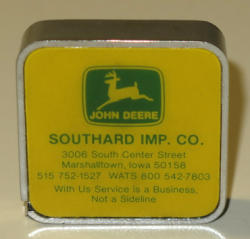 JOHN DEERE
SOUTHARD IMP. CO.
3006 South Center Street
Marshalltown, Iowa 50158
515 752-1527 WATS 800 542-7803
With Us Service is a Business,
Not a Sideline